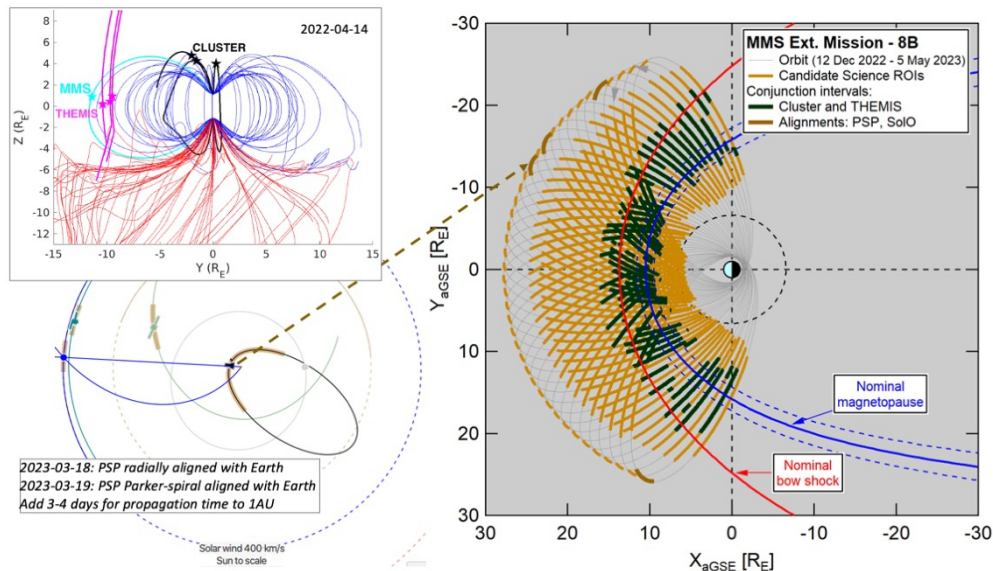 2022-04-14
CLUSTER
MMS
THEMIS
Z (R_E)
8
6
4
2
0
-2
-4
-6
-8
-10
-12
-15
-10
-5
0
5
10
15
Y (R_E)
2023-03-18: PSP radially aligned with Earth
2023-03-19: PSP Parker-spiral aligned with Earth
Add 3-4 days for propagation time to 1AU
Solar wind 400 km/s
Sun to scale
MMS Ext. Mission - 8B
Orbit (12 Dec 2022 - 5 May 2023)
Candidate Science ROIs
Conjunction intervals:
Cluster and THEMIS
Alignments: PSP, SolO
Nominal
magnetopause
Nominal
bow shock
Y_aGSE [R_E]
-30
-20
-10
0
10
20
30
30
20
10
0
-10
-20
-30
X_aGSE [R_E]